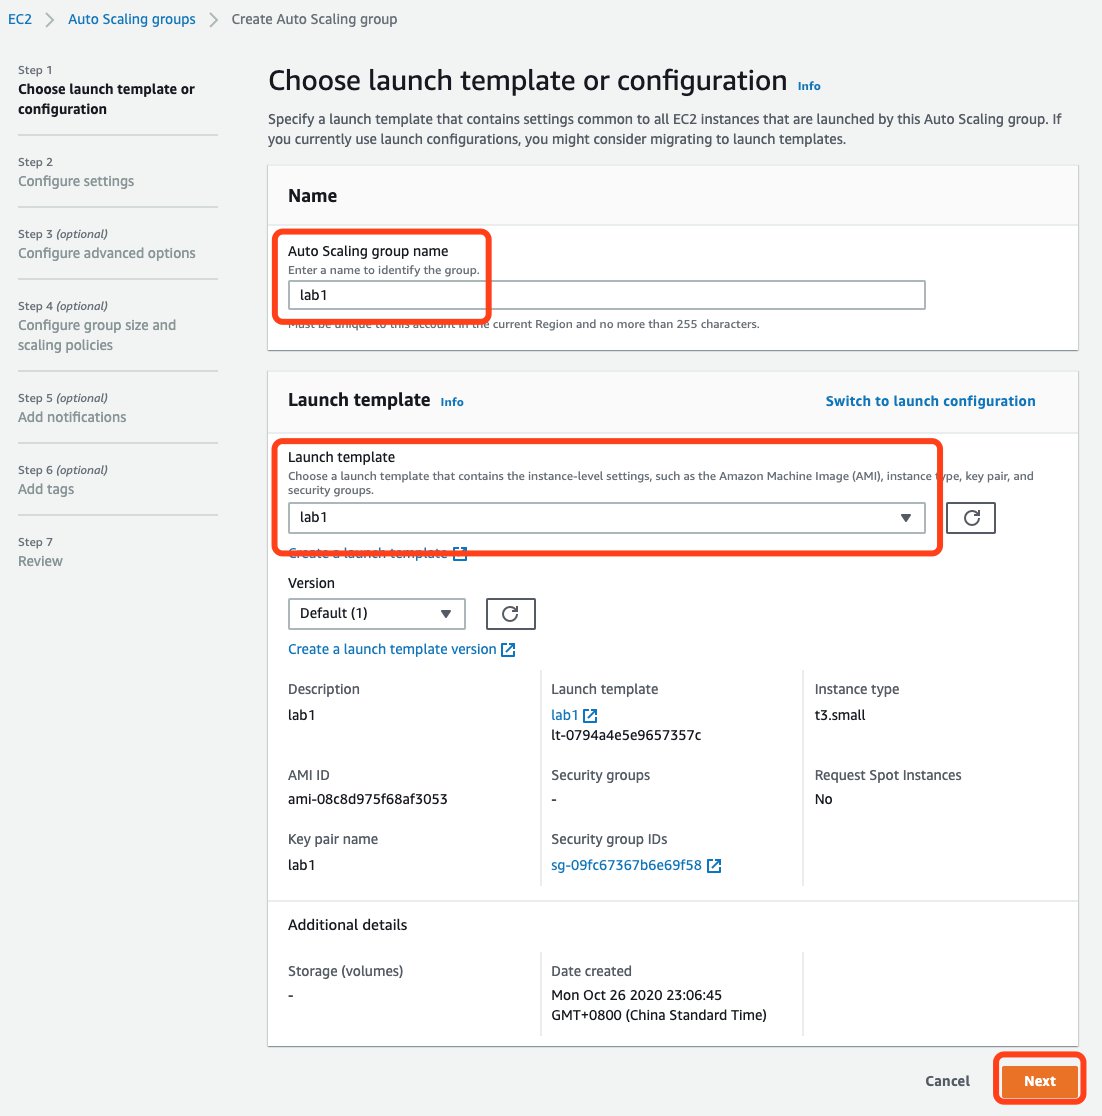 EC2 > Auto Scaling groups > Create Auto Scaling group
Step 1
Choose launch template or
configuration
Step 2
Configure settings
Step 3 (optional)
Configure advanced options
Step 4 (optional)
Configure group size and
scaling policies
Step 5 (optional)
Add notifications
Step 6 (optional)
Add tags
Step 7
Review
Choose launch template or configuration Info
Specify a launch template that contains settings common to all EC2 instances that are launched by this Auto Scaling group. If
you currently use launch configurations, you might consider migrating to launch templates.
Name
Auto Scaling group name
Enter a name to identify the group.
lab1
Must be unique to this account in the current Region and no more than 255 characters.
Launch template Info
Switch to launch configuration
Launch template
Choose a launch template that contains the instance-level settings, such as the Amazon Machine Image (AMI), instance type, key pair, and
security groups.
lab1
Create a launch template
Version
Default (1)
Create a launch template version
Description
lab1
Launch template
lab1
lt-0794a4e5e9657357c
Instance type
t3.small
AMI ID
ami-08c8d975f68af3053
Security groups
-
Request Spot Instances
No
Key pair name
lab1
Security group IDs
sg-09fc67367b6e69f58
Additional details
Storage (volumes)
-
Date created
Mon Oct 26 2020 23:06:45
GMT+0800 (China Standard Time)
Cancel
Next